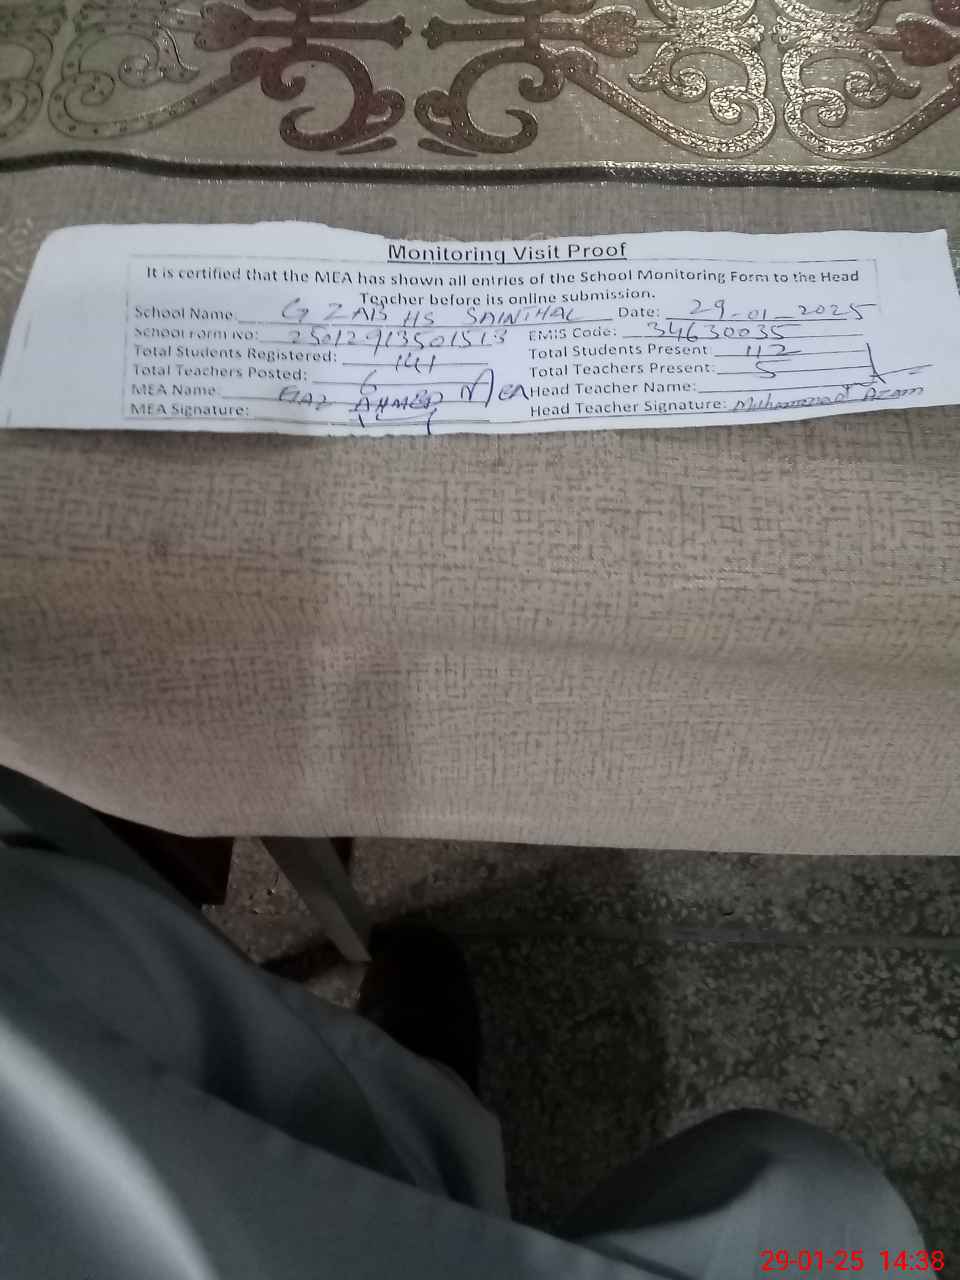 Monitoring Visit Proof
It is certified that the MEA has shown all entries of the School Monitoring Form to the Head
Teacher before its online submission.
School Name: G ZAB HS SAINTHAL Date: 29-01-2025
School Form No: 25012913501513 EMIS Code: 34630035
Total Students Registered: 141 Total Students Present: 112
Total Teachers Posted: 6 Total Teachers Present: 5
MEA Name: AHMED MEA Head Teacher Name:
MEA Signature: Head Teacher Signature: Muhammad Azam
29-01-25 14:38